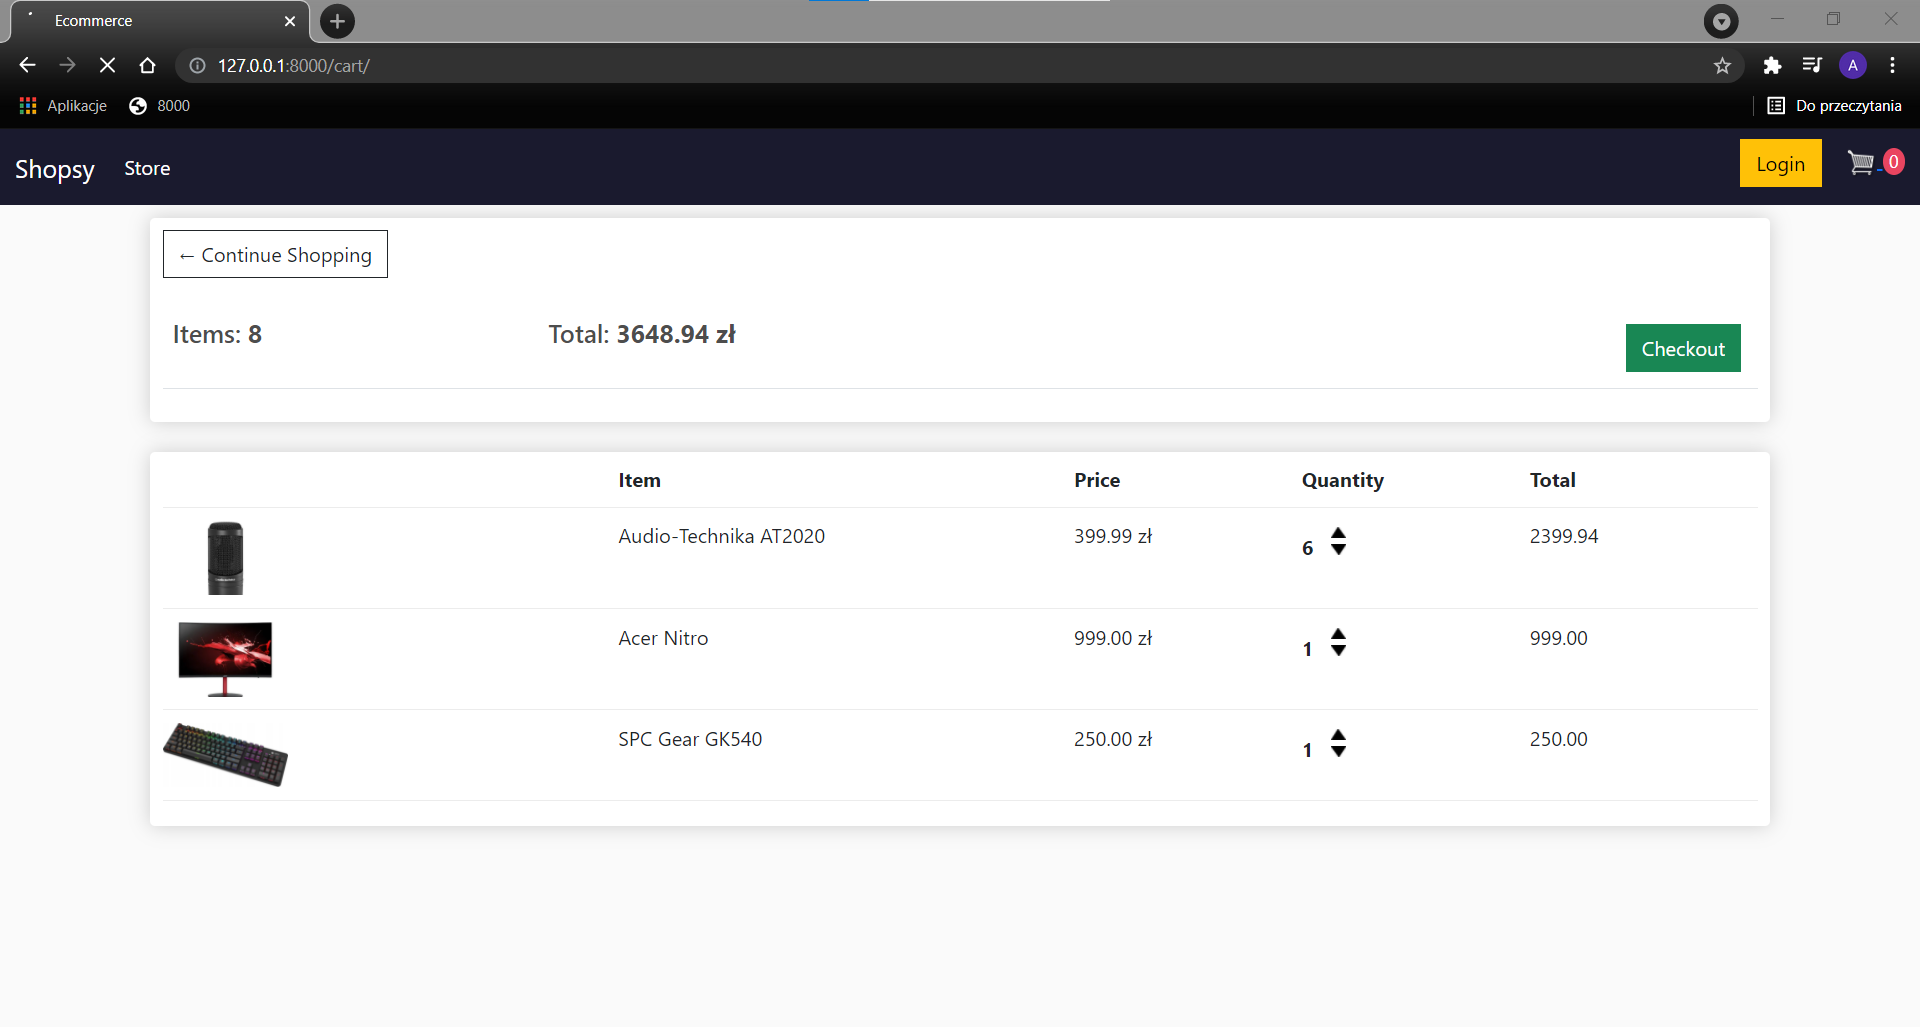 Ecommerce
127.0.0.1:8000/cart/
A
Aplikacje 8000 Do przeczytania
Shopsy Store Login 0
← Continue Shopping
Items: 8 Total: 3648.94 zł
Checkout
Item Price Quantity Total
Audio-Technika AT2020 399.99 zł 6 2399.94
Acer Nitro 999.00 zł 1 999.00
SPC Gear GK540 250.00 zł 1 250.00